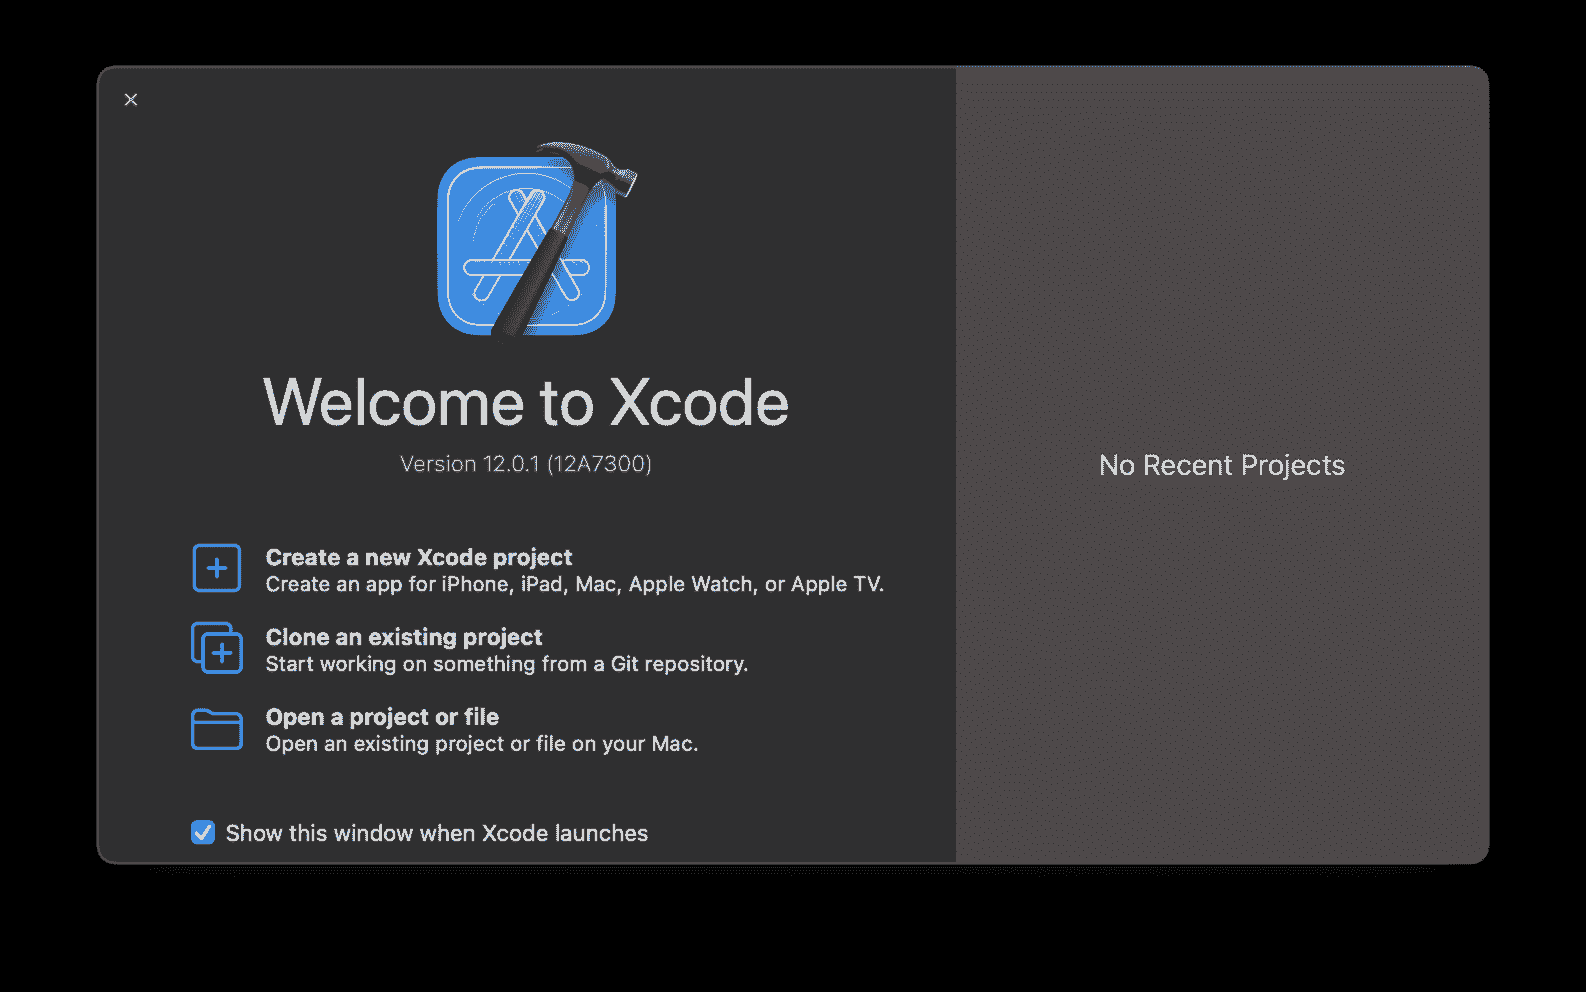 Welcome to Xcode
Version 12.0.1 (12A7300)
Create a new Xcode project
Create an app for iPhone, iPad, Mac, Apple Watch, or Apple TV.
Clone an existing project
Start working on something from a Git repository.
Open a project or file
Open an existing project or file on your Mac.
Show this window when Xcode launches
No Recent Projects